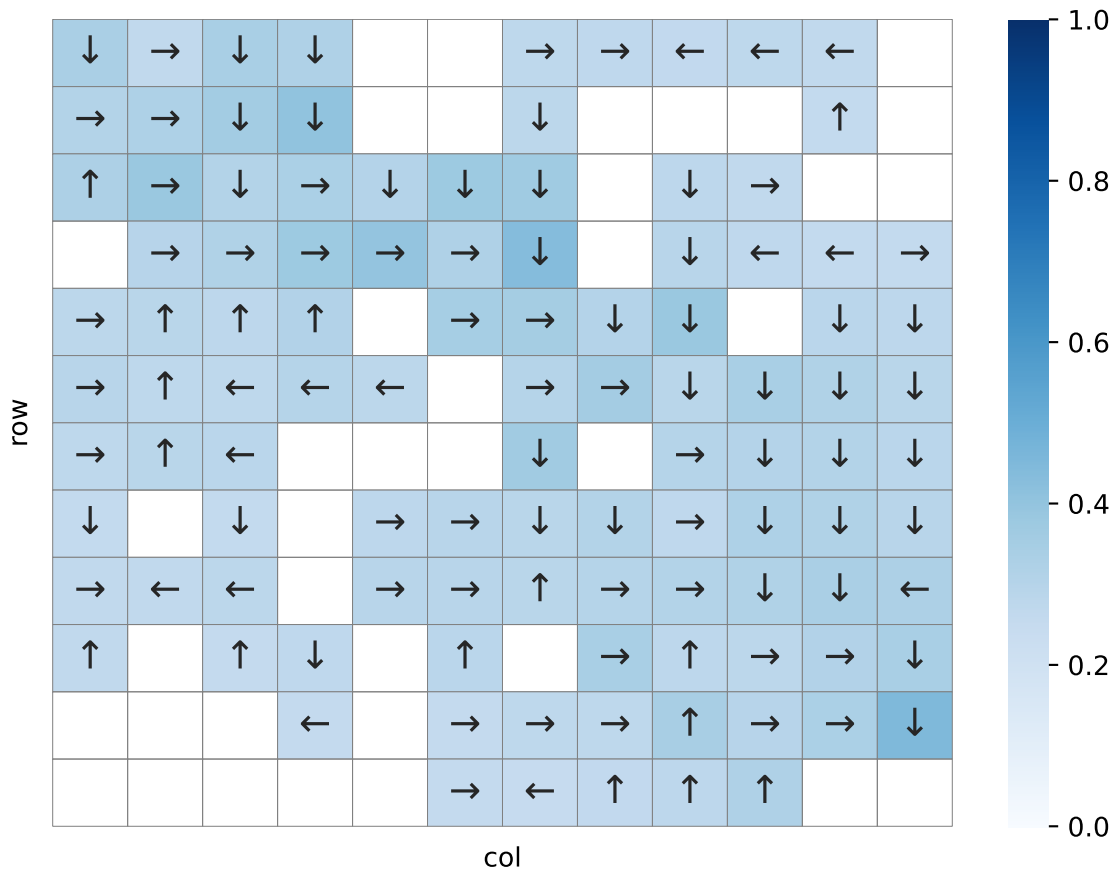 ↓ → ↓ ↓ → → ← ← ←
→ → ↓ ↓ ↓ ↑
↑ → ↓ → ↓ ↓ ↓ ↓ →
→ → → → → ↓ ↓ ← ← →
→ ↑ ↑ ↑ → → ↓ ↓ ↓ ↓
→ ↑ ← ← ← → → ↓ ↓ ↓ ↓
→ ↑ ← ↓ → ↓ ↓ ↓
↓ ↓ → → ↓ ↓ → ↓ ↓ ↓
→ ← ← → → ↑ → → ↓ ↓ ←
↑ ↑ ↓ ↑ → ↑ → → ↓
← → → → ↑ → → ↓
→ ← ↑ ↑ ↑
row
col
1.0
0.8
0.6
0.4
0.2
0.0